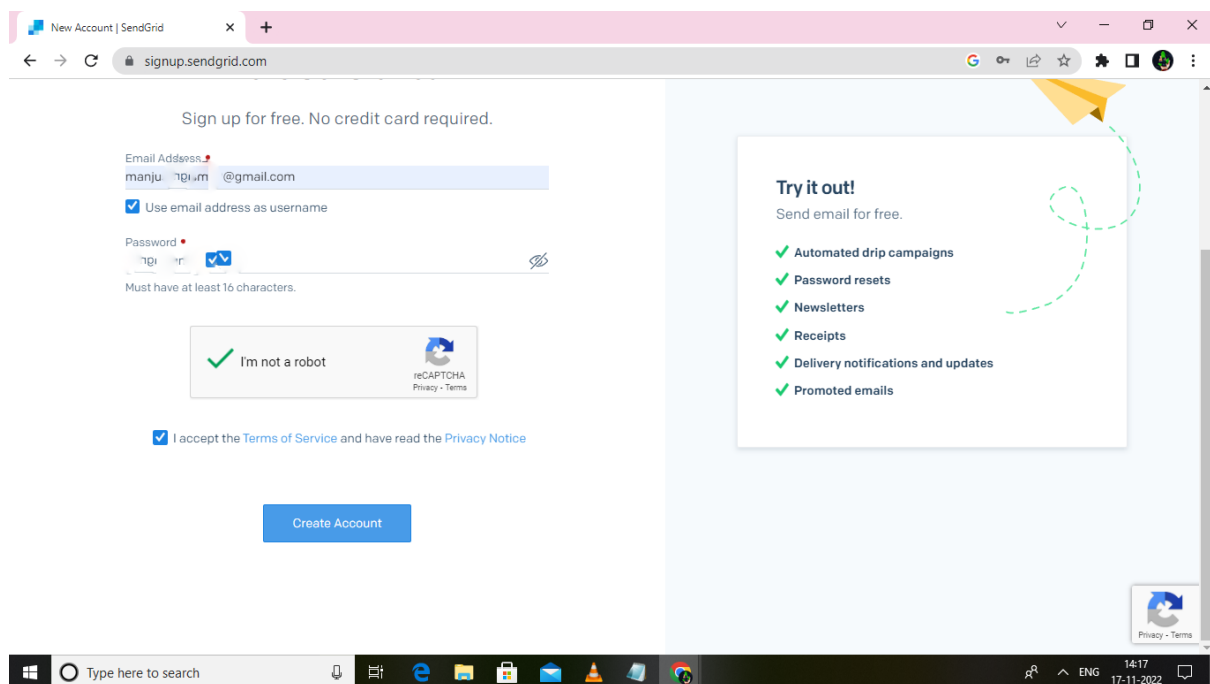 New Account | SendGrid
signup.sendgrid.com
Sign up for free. No credit card required.
Email Address
@gmail.com
Use email address as username
Password
Must have at least 16 characters.
I'm not a robot
reCAPTCHA
Privacy - Terms
I accept the Terms of Service and have read the Privacy Notice
Create Account
Try it out!
Send email for free.
Automated drip campaigns
Password resets
Newsletters
Receipts
Delivery notifications and updates
Promoted emails
Privacy - Terms
Type here to search
ENG
14:17
17-11-2022